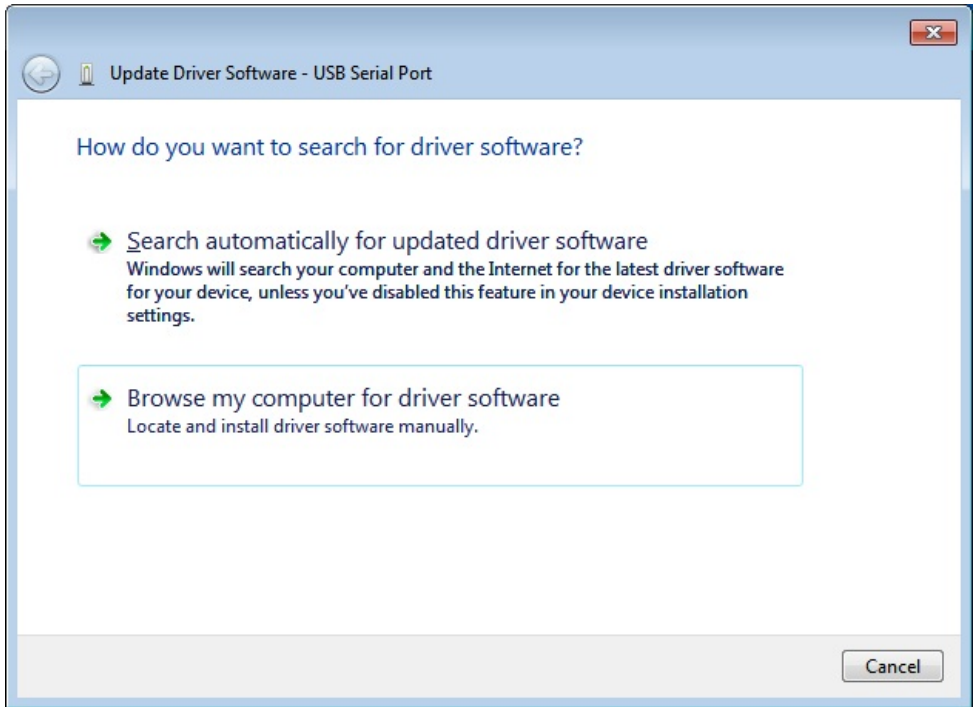 Update Driver Software - USB Serial Port
How do you want to search for driver software?
Search automatically for updated driver software
Windows will search your computer and the Internet for the latest driver software
for your device, unless you've disabled this feature in your device installation
settings.
Browse my computer for driver software
Locate and install driver software manually.
Cancel